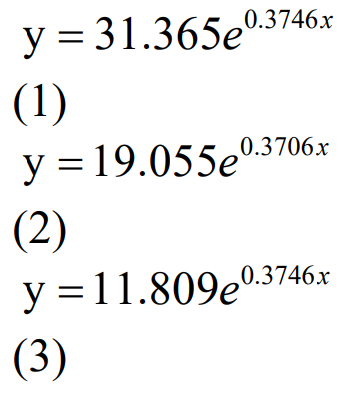 y = 31.365e^{0.3746x}
(1)
y = 19.055e^{0.3706x}
(2)
y = 11.809e^{0.3746x}
(3)